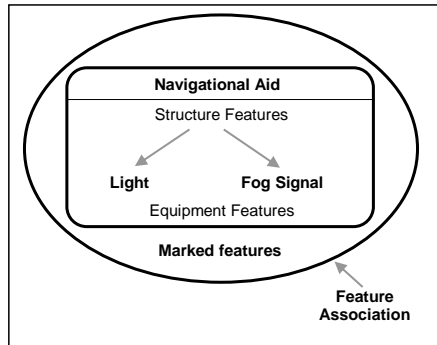 Navigational Aid
Structure Features
Light Fog Signal
Equipment Features
Marked features
Feature
Association